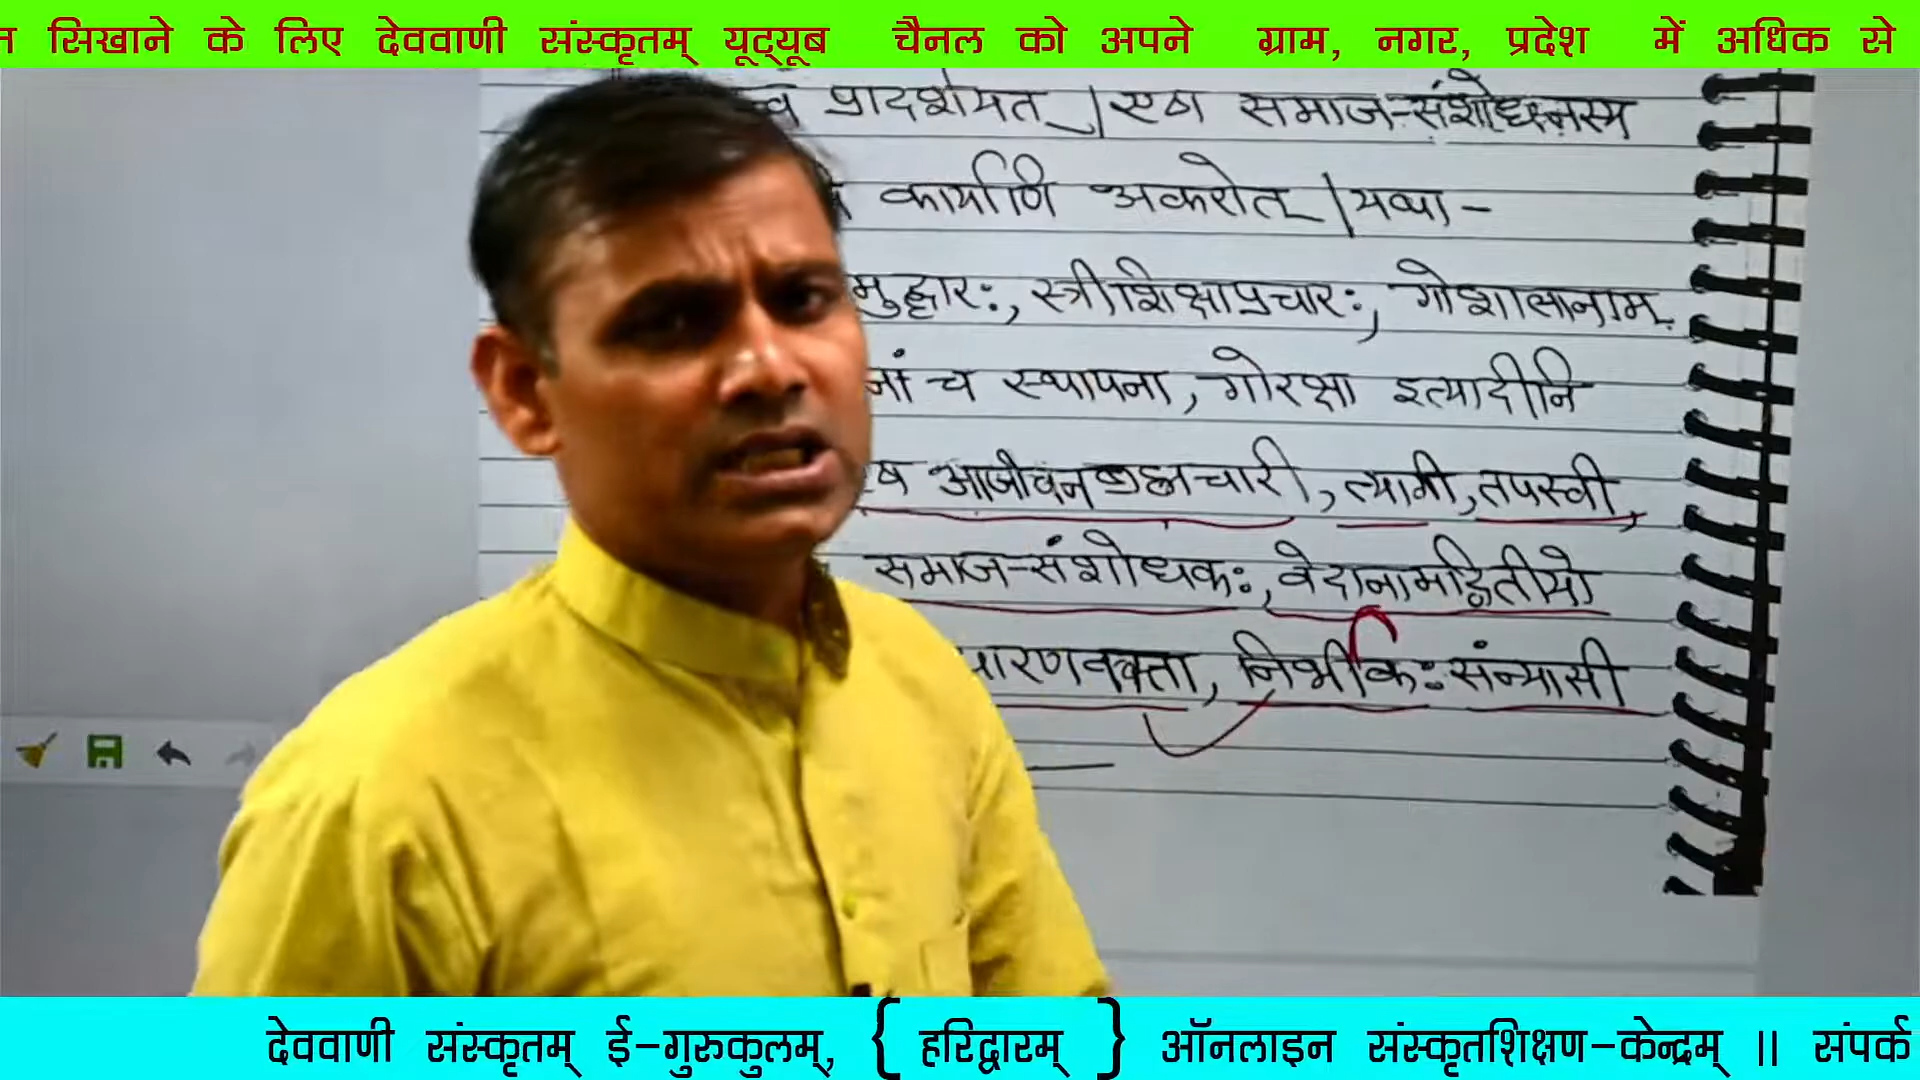 सिखाने के लिए देववाणी संस्कृतम् यूट्यूब चैनल को अपने ग्राम, नगर, प्रदेश में अधिक से
प्रादर्शयत् । एषः समाज-संशोधनस्य
कार्याणि अकरोत् । यथा -
स्त्रीशिक्षाप्रचारः, गोशालानाम्
च स्थापना, गोरक्षा इत्यादीनि
आजीवनब्रह्मचारी, त्यागी, तपस्वी,
समाज-संशोधकः, वेदानामद्वितीयो
निर्भीकः संन्यासी
देववाणी संस्कृतम् ई-गुरुकुलम्, { हरिद्वारम् } ऑनलाइन संस्कृतशिक्षण-केन्द्रम् ॥ संपर्क